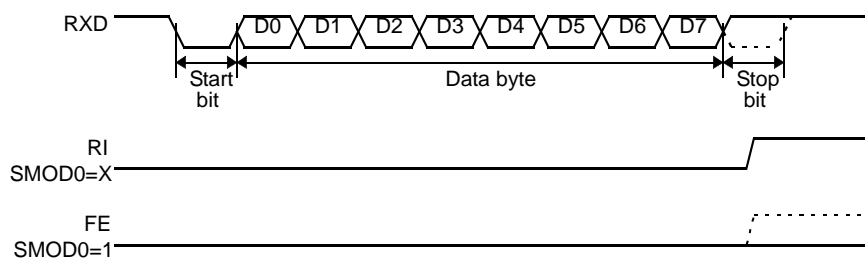 RXD D0 D1 D2 D3 D4 D5 D6 D7
Start bit
Data byte
Stop bit
RI
SMOD0=X
FE
SMOD0=1